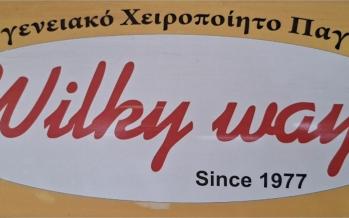 γενειακό Χειροποίητο Παγ
Wilky way
Since 1977